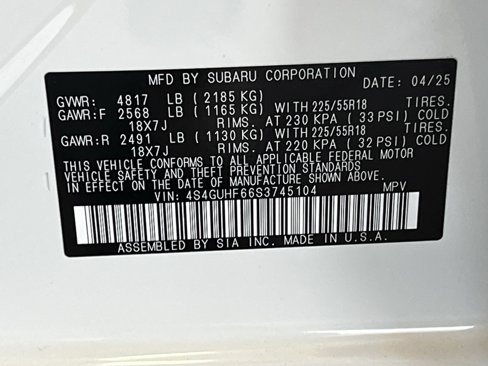 MFD BY SUBARU CORPORATION DATE: 04/25
GVWR: 4817 LB (2185 KG)
GAWR:F 2568 LB (1165 KG) WITH 225/55R18 TIRES.
18X7J RIMS. AT 230 KPA (33 PSI) COLD
GAWR:R 2491 LB (1130 KG) WITH 225/55R18 TIRES.
18X7J RIMS. AT 220 KPA (32 PSI) COLD
THIS VEHICLE CONFORMS TO ALL APPLICABLE FEDERAL MOTOR
VEHICLE SAFETY AND THEFT PREVENTION STANDARDS
IN EFFECT ON THE DATE OF MANUFACTURE SHOWN ABOVE.
VIN: 4S4GUHF66S3745104 MPV
ASSEMBLED BY SIA INC. MADE IN U.S.A.